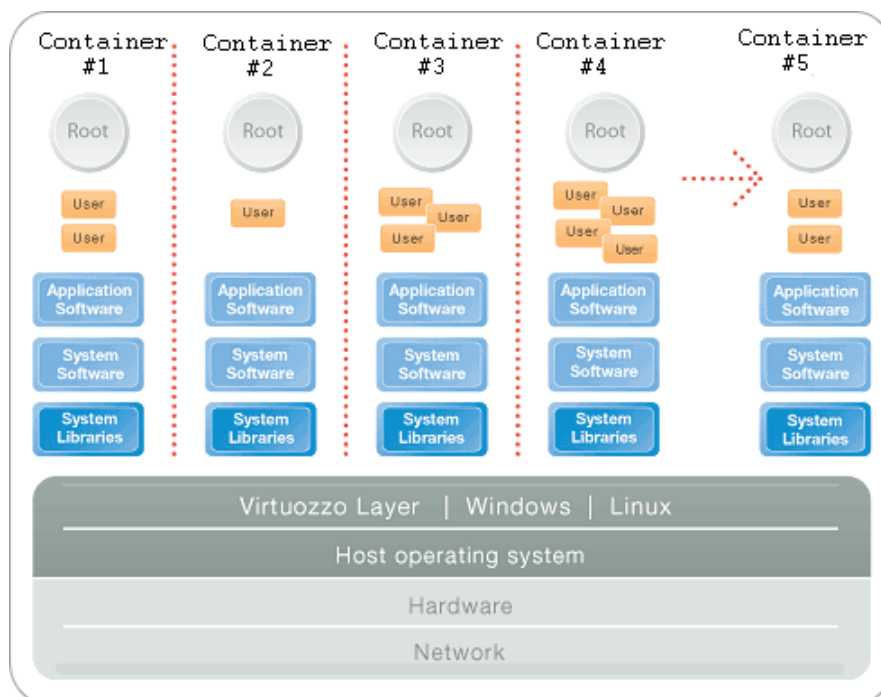 Container
#1
Container
#2
Container
#3
Container
#4
Container
#5
Root
Root
Root
Root
Root
User
User
User
User
User
User
User
User
User
User
User
User
Application
Software
Application
Software
Application
Software
Application
Software
Application
Software
System
Software
System
Software
System
Software
System
Software
System
Software
System
Libraries
System
Libraries
System
Libraries
System
Libraries
System
Libraries
Virtuozzo Layer | Windows | Linux
Host operating system
Hardware
Network